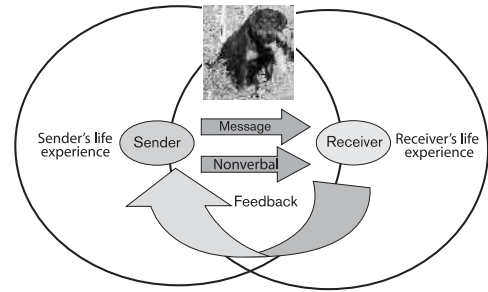 Message
Sender's life
experience
Sender
Receiver
Receiver's life
experience
Nonverbal
Feedback